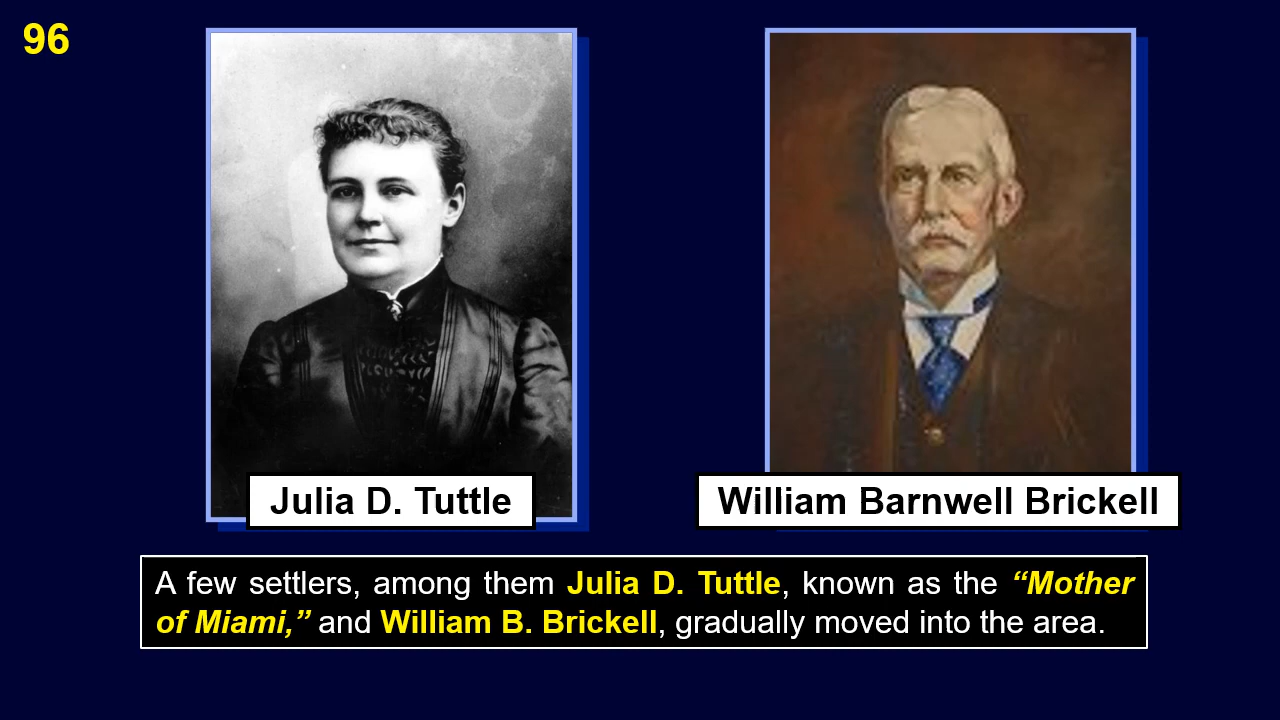 96
Julia D. Tuttle
William Barnwell Brickell
A few settlers, among them Julia D. Tuttle, known as the “Mother
of Miami,” and William B. Brickell, gradually moved into the area.